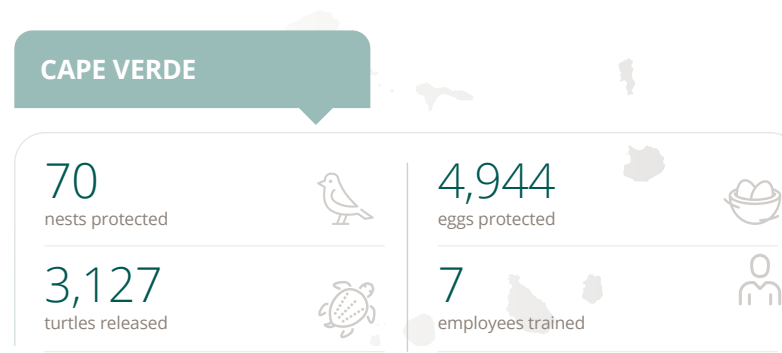 CAPE VERDE
70
nests protected
4,944
eggs protected
3,127
turtles released
7
employees trained